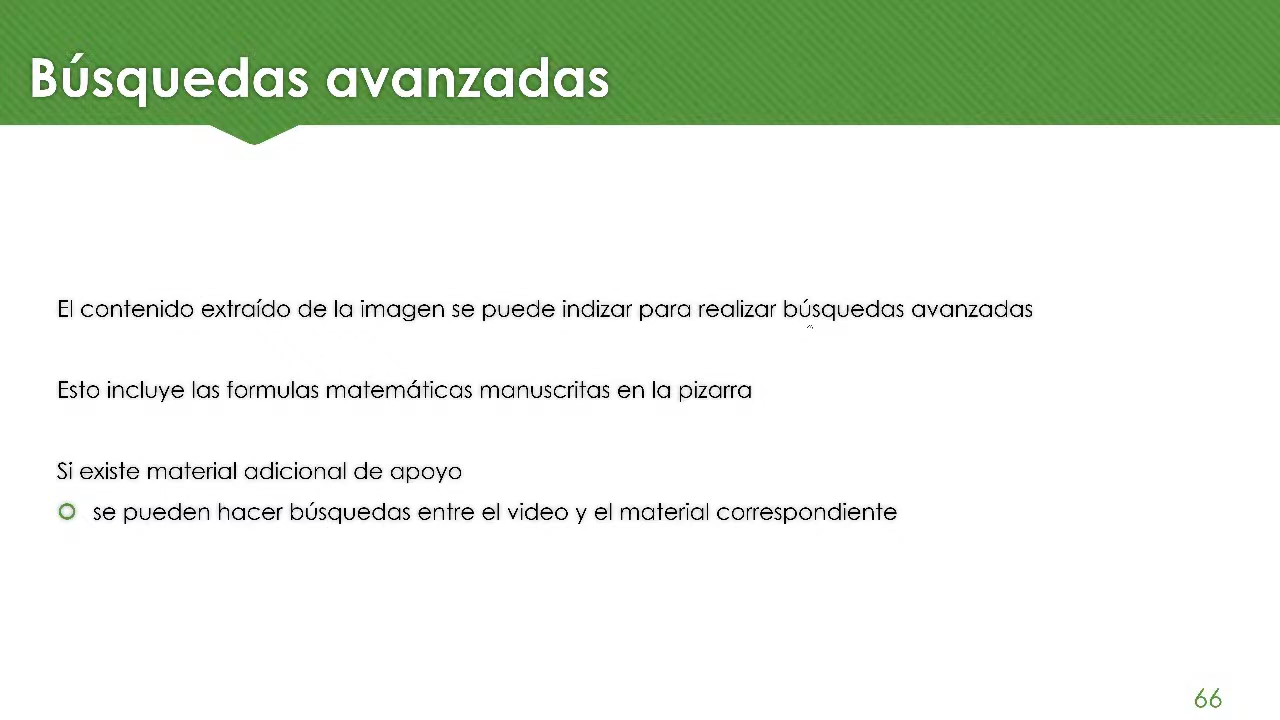 Búsquedas avanzadas
El contenido extraído de la imagen se puede indizar para realizar búsquedas avanzadas
Esto incluye las formulas matemáticas manuscritas en la pizarra
Si existe material adicional de apoyo
se pueden hacer búsquedas entre el video y el material correspondiente
66